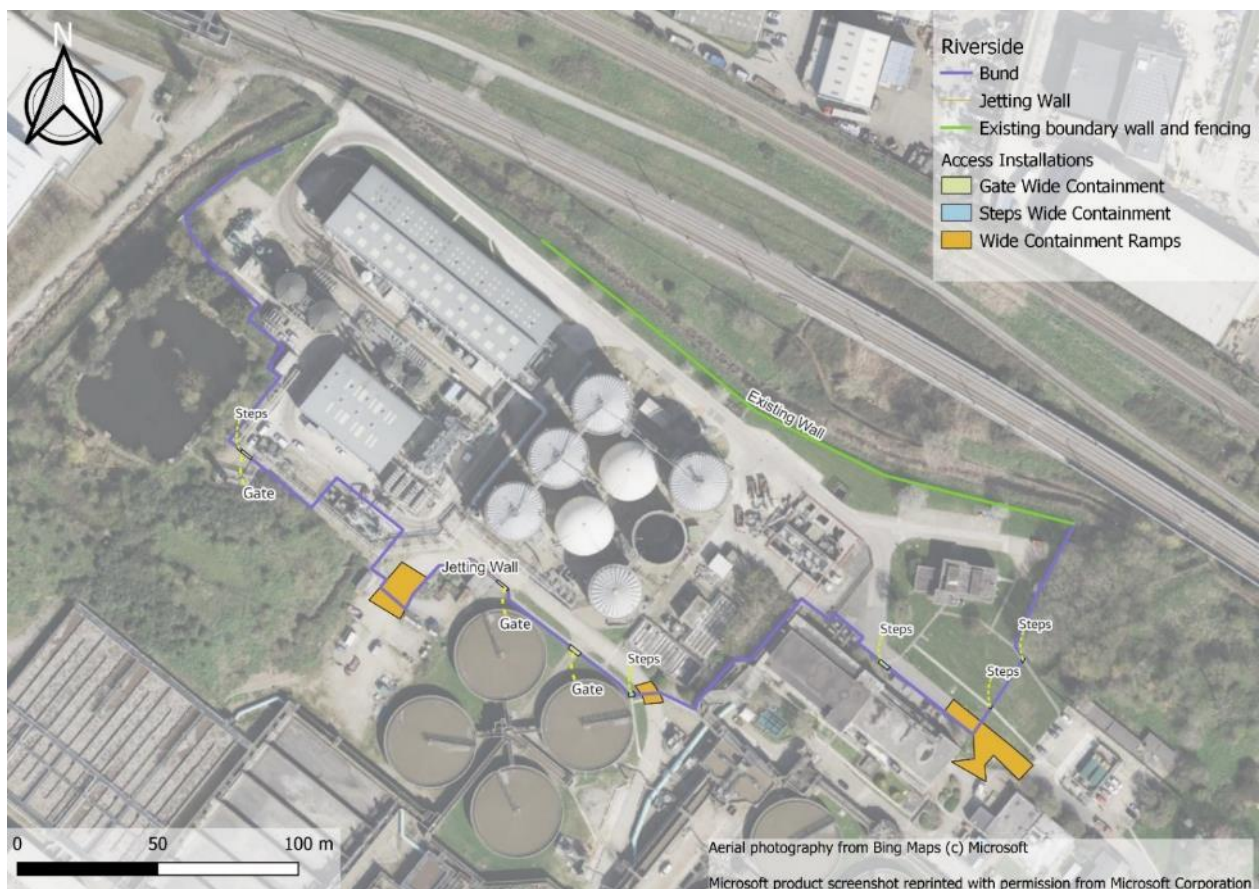 N
Riverside
Bund
Jetting Wall
Existing boundary wall and fencing
Access Installations
Gate Wide Containment
Steps Wide Containment
Wide Containment Ramps
Existing Wall
Steps
Gate
Jetting Wall
Gate
Gate
Steps
Steps
Steps
Steps
0 50 100 m
Aerial photography from Bing Maps (c) Microsoft
Microsoft product screenshot reprinted with permission from Microsoft Corporation